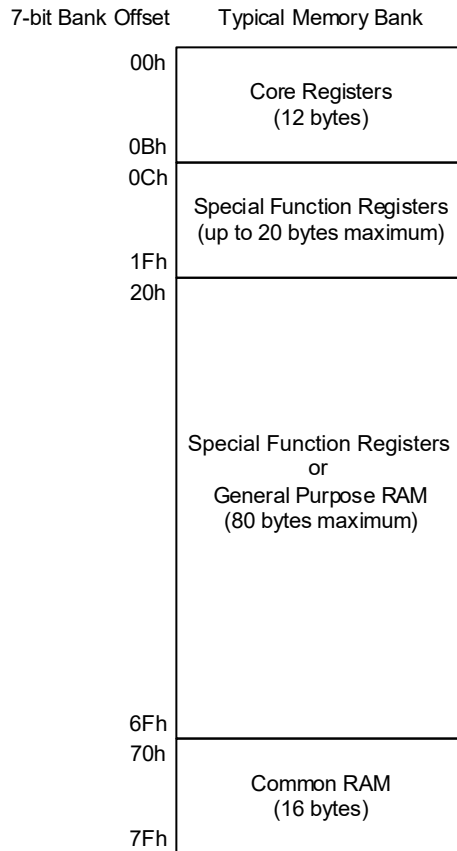 7-bit Bank Offset Typical Memory Bank
00h
Core Registers
(12 bytes)
0Bh
0Ch
Special Function Registers
(up to 20 bytes maximum)
1Fh
20h
Special Function Registers
or
General Purpose RAM
(80 bytes maximum)
6Fh
70h
Common RAM
(16 bytes)
7Fh